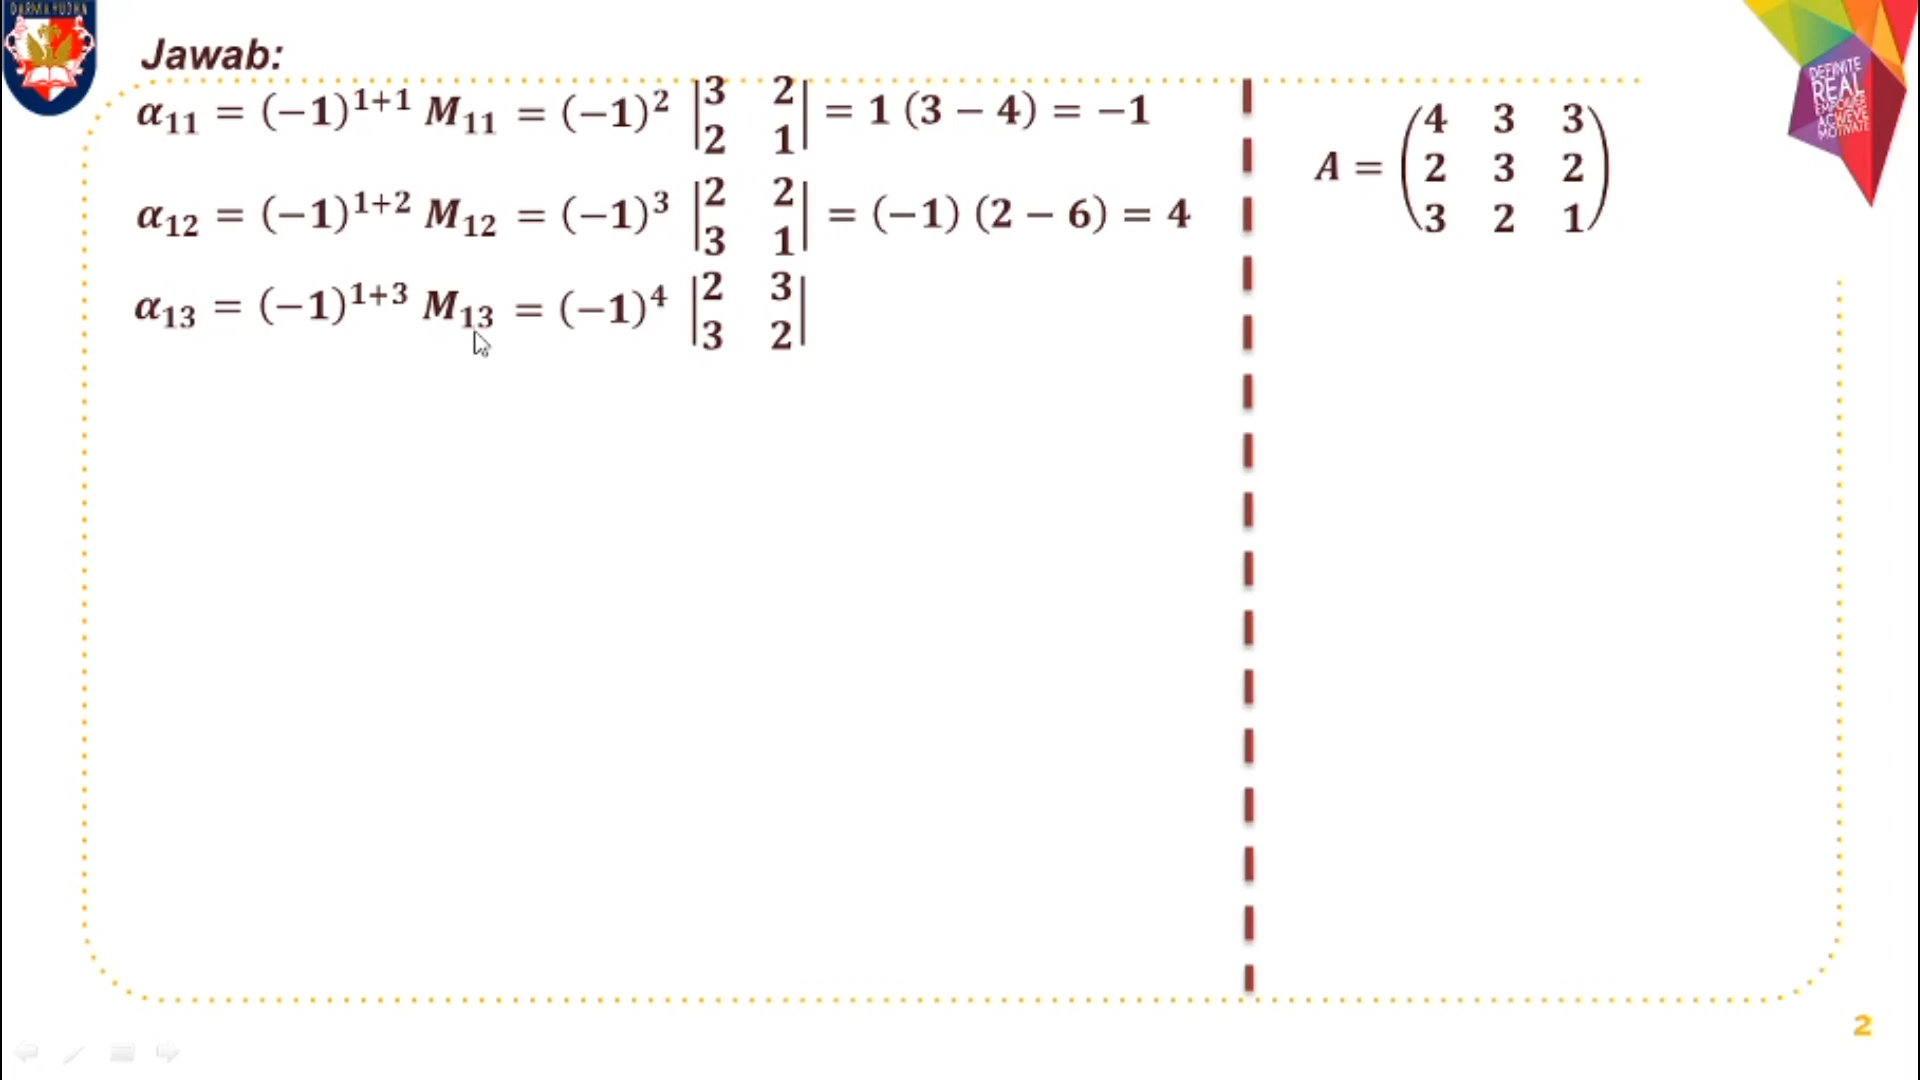 DARMA YUDHA
Jawab:
α₁₁ = (−1)¹⁺¹ M₁₁ = (−1)² |3 2; 2 1| = 1 (3 − 4) = −1
α₁₂ = (−1)¹⁺² M₁₂ = (−1)³ |2 2; 3 1| = (−1) (2 − 6) = 4
α₁₃ = (−1)¹⁺³ M₁₃ = (−1)⁴ |2 3; 3 2|
A = (4 3 3; 2 3 2; 3 2 1)
DEFINITE
REAL
EMPOWER
ACHIEVE
MOTIVATE
2